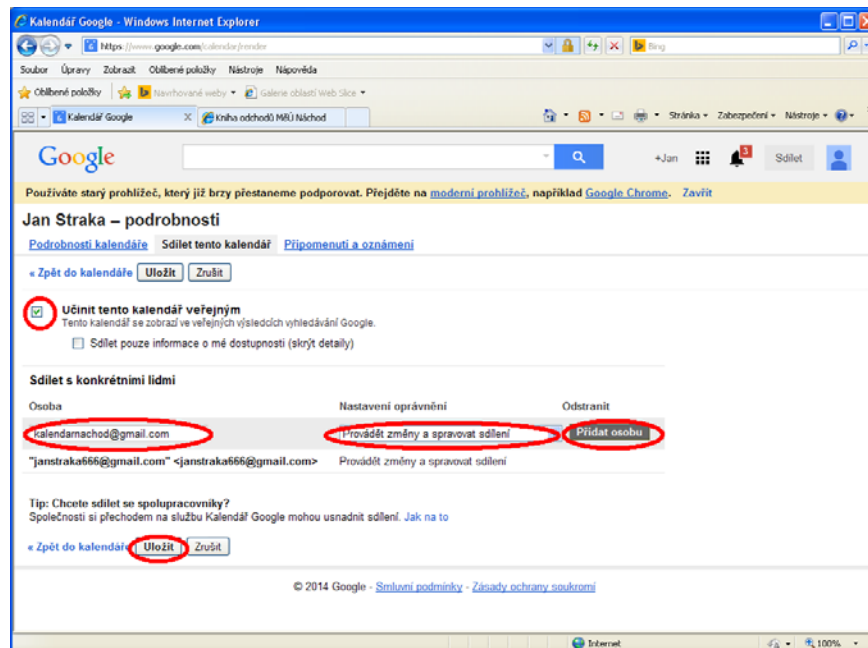 Kalendář Google - Windows Internet Explorer
https://www.google.com/calendar/render
Bing
Soubor Úpravy Zobrazit Oblíbené položky Nástroje Nápověda
Oblíbené položky Navrhované weby Galerie oblastí Web Slice
Kalendář Google Kniha odchodů MěÚ Náchod Stránka Zabezpečení Nástroje
Google +Jan 3 Sdílet
Používáte starý prohlížeč, který již brzy přestaneme podporovat. Přejděte na moderní prohlížeč, například Google Chrome. Zavřít
Jan Straka – podrobnosti
Podrobnosti kalendáře Sdílet tento kalendář Připomenutí a oznámení
« Zpět do kalendáře Uložit Zrušit
Učinit tento kalendář veřejným
Tento kalendář se zobrazí ve veřejných výsledcích vyhledávání Google.
Sdílet pouze informace o mé dostupnosti (skrýt detaily)
Sdílet s konkrétními lidmi
Osoba Nastavení oprávnění Odstranit
kalendarnachod@gmail.com Provádět změny a spravovat sdílení Přidat osobu
"janstraka666@gmail.com" <janstraka666@gmail.com> Provádět změny a spravovat sdílení
Tip: Chcete sdílet se spolupracovníky?
Společnosti si přechodem na službu Kalendář Google mohou usnadnit sdílení. Jak na to
« Zpět do kalendáře Uložit Zrušit
© 2014 Google - Smluvní podmínky - Zásady ochrany soukromí
Internet 100%